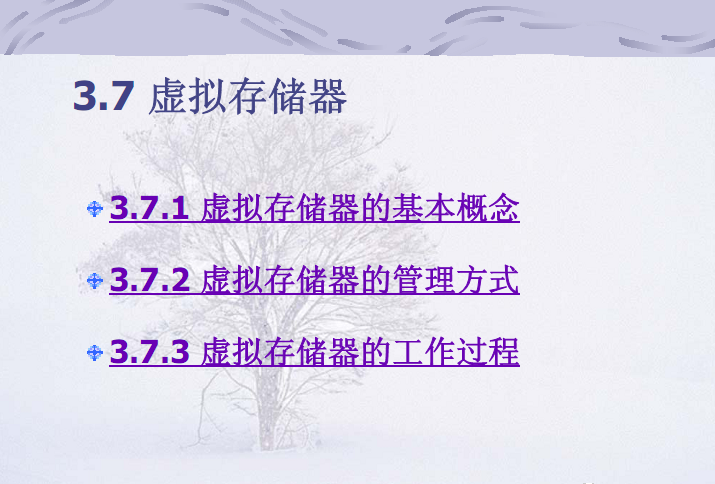 3.7 虚拟存储器
3.7.1 虚拟存储器的基本概念
3.7.2 虚拟存储器的管理方式
3.7.3 虚拟存储器的工作过程